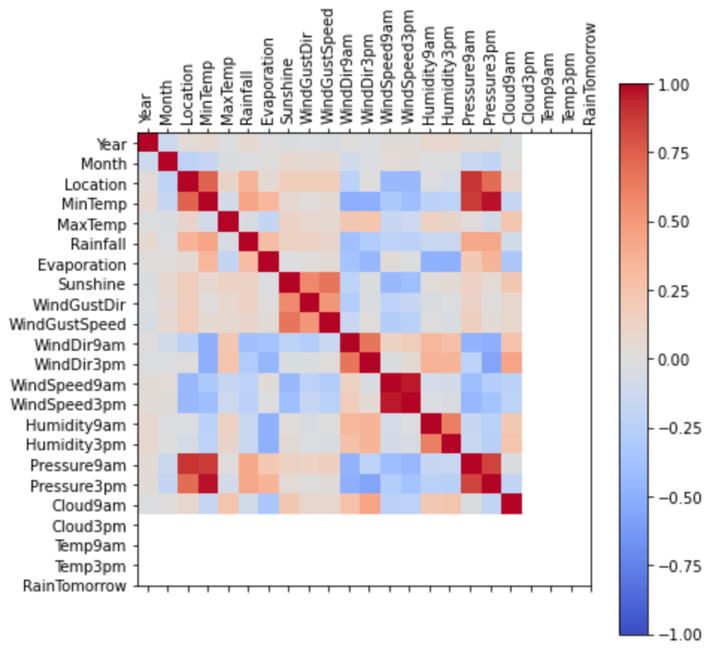 Year
Month
Location
MinTemp
MaxTemp
Rainfall
Evaporation
Sunshine
WindGustDir
WindGustSpeed
WindDir9am
WindDir3pm
WindSpeed9am
WindSpeed3pm
Humidity9am
Humidity3pm
Pressure9am
Pressure3pm
Cloud9am
Cloud3pm
Temp9am
Temp3pm
RainTomorrow
Year
Month
Location
MinTemp
MaxTemp
Rainfall
Evaporation
Sunshine
WindGustDir
WindGustSpeed
WindDir9am
WindDir3pm
WindSpeed9am
WindSpeed3pm
Humidity9am
Humidity3pm
Pressure9am
Pressure3pm
Cloud9am
Cloud3pm
Temp9am
Temp3pm
RainTomorrow
1.00
0.75
0.50
0.25
0.00
−0.25
−0.50
−0.75
−1.00